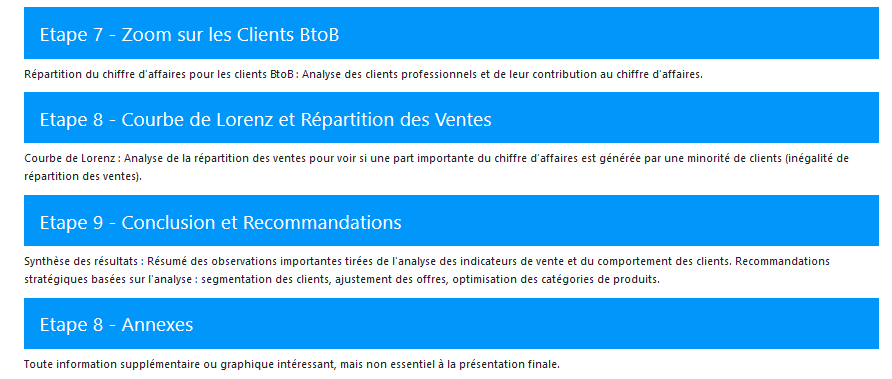 Etape 7 - Zoom sur les Clients BtoB
Répartition du chiffre d'affaires pour les clients BtoB : Analyse des clients professionnels et de leur contribution au chiffre d'affaires.
Etape 8 - Courbe de Lorenz et Répartition des Ventes
Courbe de Lorenz : Analyse de la répartition des ventes pour voir si une part importante du chiffre d'affaires est générée par une minorité de clients (inégalité de
répartition des ventes).
Etape 9 - Conclusion et Recommandations
Synthèse des résultats : Résumé des observations importantes tirées de l'analyse des indicateurs de vente et du comportement des clients. Recommandations
stratégiques basées sur l'analyse : segmentation des clients, ajustement des offres, optimisation des catégories de produits.
Etape 8 - Annexes
Toute information supplémentaire ou graphique intéressant, mais non essentiel à la présentation finale.